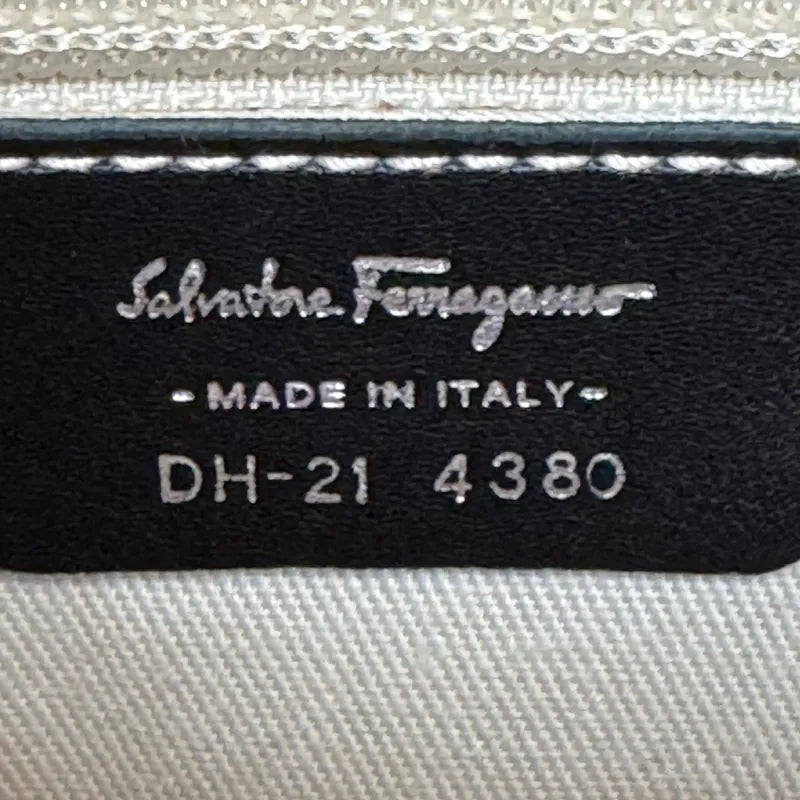 Salvatore Ferragamo
- MADE IN ITALY -
DH-21 4380